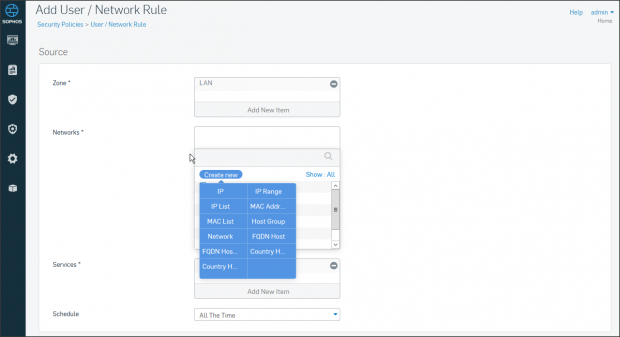 SOPHOS
Add User / Network Rule
Help admin
Security Policies > User / Network Rule
Home
Source
Zone *
LAN
Add New Item
Networks *
Create new
Show : All
IP IP Range
IP List MAC Addr...
MAC List Host Group
Network FQDN Host
FQDN Hos... Country H...
Country H...
Services *
Add New Item
Schedule
All The Time